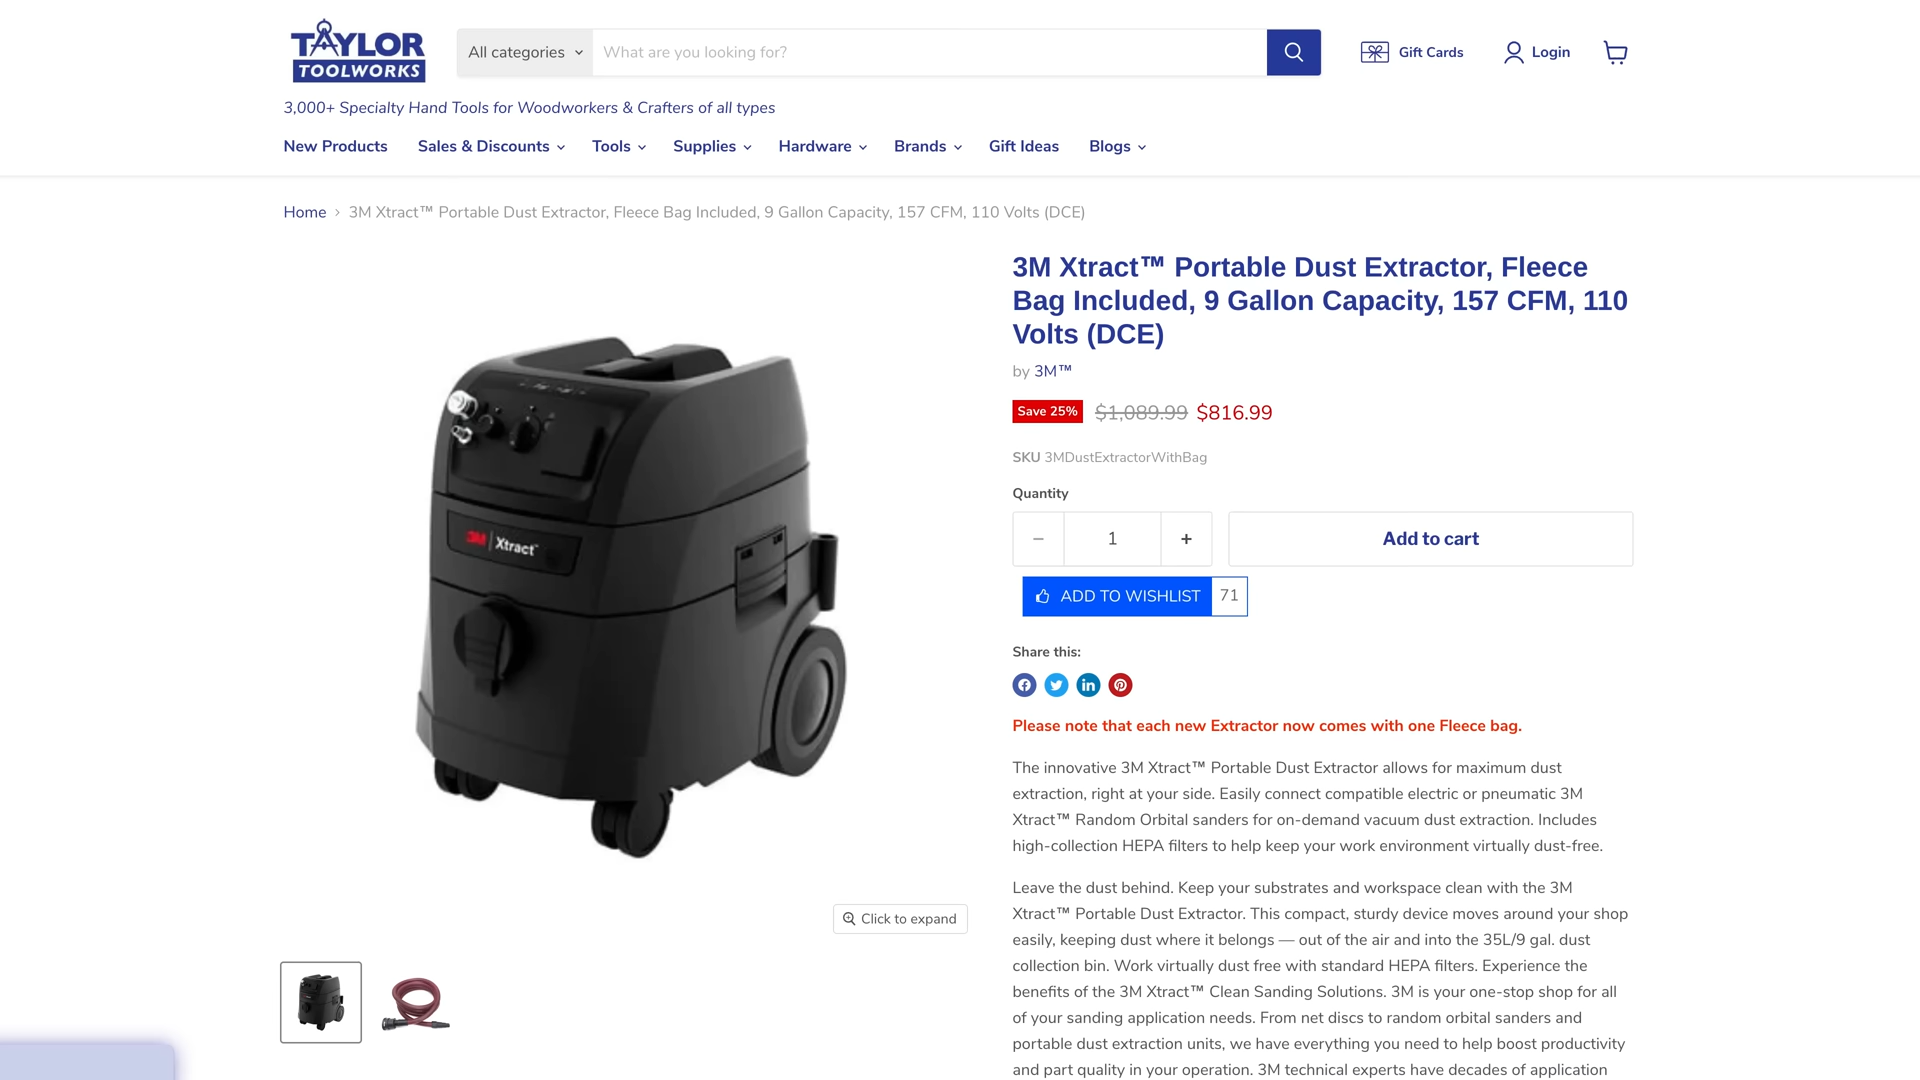 TAYLOR
TOOLWORKS
All categories
What are you looking for?
Gift Cards
Login
3,000+ Specialty Hand Tools for Woodworkers & Crafters of all types
New Products
Sales & Discounts
Tools
Supplies
Hardware
Brands
Gift Ideas
Blogs
Home
3M Xtract™ Portable Dust Extractor, Fleece Bag Included, 9 Gallon Capacity, 157 CFM, 110 Volts (DCE)
3M Xtract™ Portable Dust Extractor, Fleece
Bag Included, 9 Gallon Capacity, 157 CFM, 110
Volts (DCE)
by 3M™
Save 25% $1,089.99 $816.99
SKU 3MDustExtractorWithBag
Quantity
− 1 +
Add to cart
ADD TO WISHLIST 71
Share this:
Please note that each new Extractor now comes with one Fleece bag.
The innovative 3M Xtract™ Portable Dust Extractor allows for maximum dust
extraction, right at your side. Easily connect compatible electric or pneumatic 3M
Xtract™ Random Orbital sanders for on-demand vacuum dust extraction. Includes
high-collection HEPA filters to help keep your work environment virtually dust-free.
Leave the dust behind. Keep your substrates and workspace clean with the 3M
Xtract™ Portable Dust Extractor. This compact, sturdy device moves around your shop
easily, keeping dust where it belongs — out of the air and into the 35L/9 gal. dust
collection bin. Work virtually dust free with standard HEPA filters. Experience the
benefits of the 3M Xtract™ Clean Sanding Solutions. 3M is your one-stop shop for all
of your sanding application needs. From net discs to random orbital sanders and
portable dust extraction units, we have everything you need to help boost productivity
and part quality in your operation. 3M technical experts have decades of application
3M | Xtract™
Click to expand